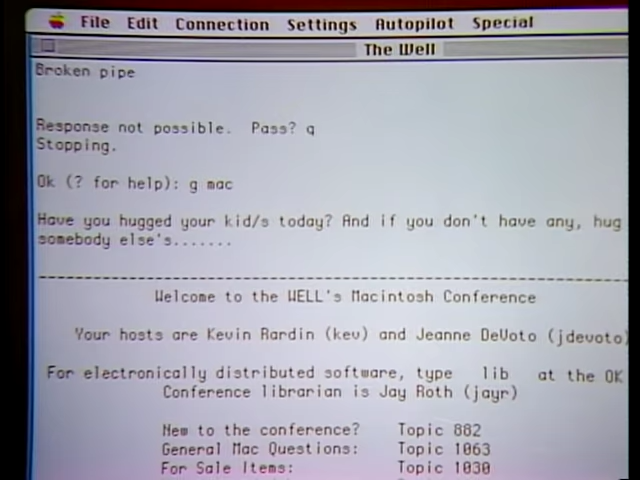 File Edit Connection Settings Autopilot Special
The Well
Broken pipe
Response not possible. Pass? q
Stopping.
Ok (? for help): g mac
Have you hugged your kid/s today? And if you don't have any, hug
somebody else's.......
Welcome to the WELL's Macintosh Conference
Your hosts are Kevin Rardin (kev) and Jeanne DeVoto (jdevoto)
For electronically distributed software, type lib at the OK
Conference librarian is Jay Roth (jayr)
New to the conference? Topic 882
General Mac Questions: Topic 1063
For Sale Items: Topic 1030